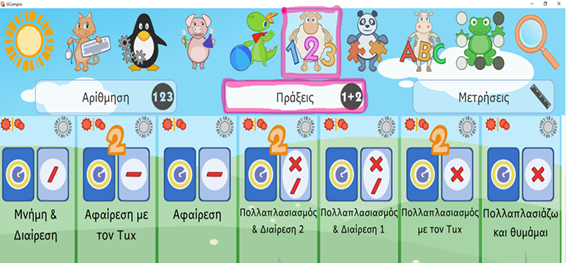 GCompris
123
ABC
Αρίθμηση 123
Πράξεις 1+2
Μετρήσεις
2
2
2
Μνήμη &
Διαίρεση
Αφαίρεση με
τον Tux
Αφαίρεση
Πολλαπλασιασμός
& Διαίρεση 2
Πολλαπλασιασμός
& Διαίρεση 1
Πολλαπλασιασμός
με τον Tux
Πολλαπλασιάζω
και θυμάμαι